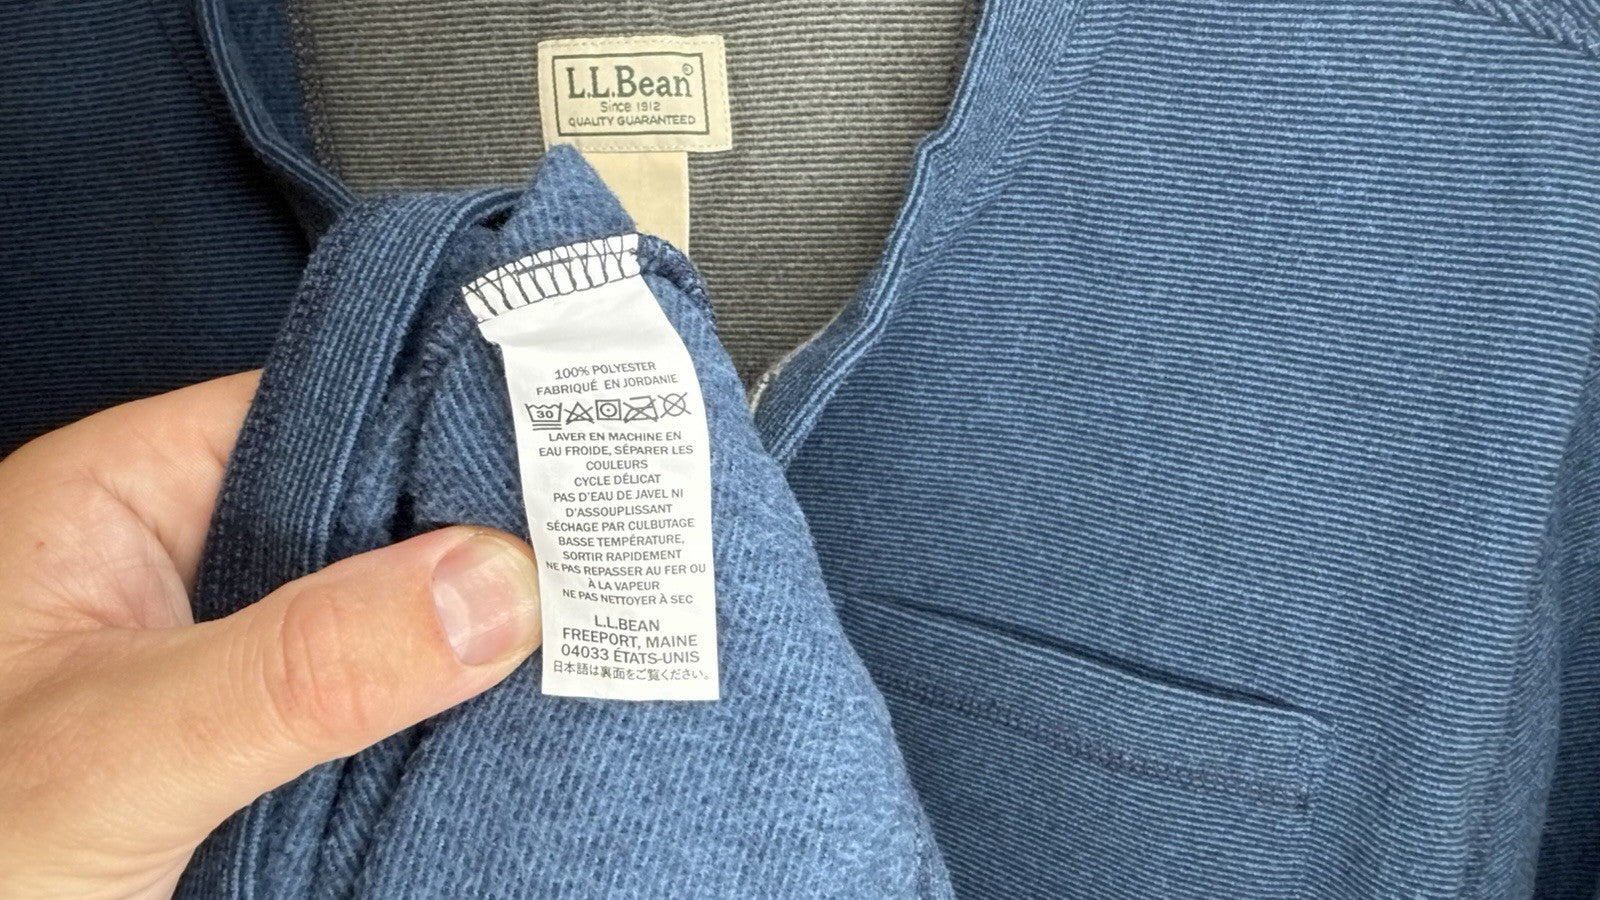 L.L.Bean®
Since 1912
QUALITY GUARANTEED
100% POLYESTER
FABRIQUÉ EN JORDANIE
30
LAVER EN MACHINE EN
EAU FROIDE, SÉPARER LES
COULEURS
CYCLE DÉLICAT
PAS D'EAU DE JAVEL NI
D'ASSOUPLISSANT
SÉCHAGE PAR CULBUTAGE
BASSE TEMPÉRATURE,
SORTIR RAPIDEMENT
NE PAS REPASSER AU FER OU
À LA VAPEUR
NE PAS NETTOYER À SEC
L.L.BEAN
FREEPORT, MAINE
04033 ÉTATS-UNIS
日本語は裏面をご覧ください。